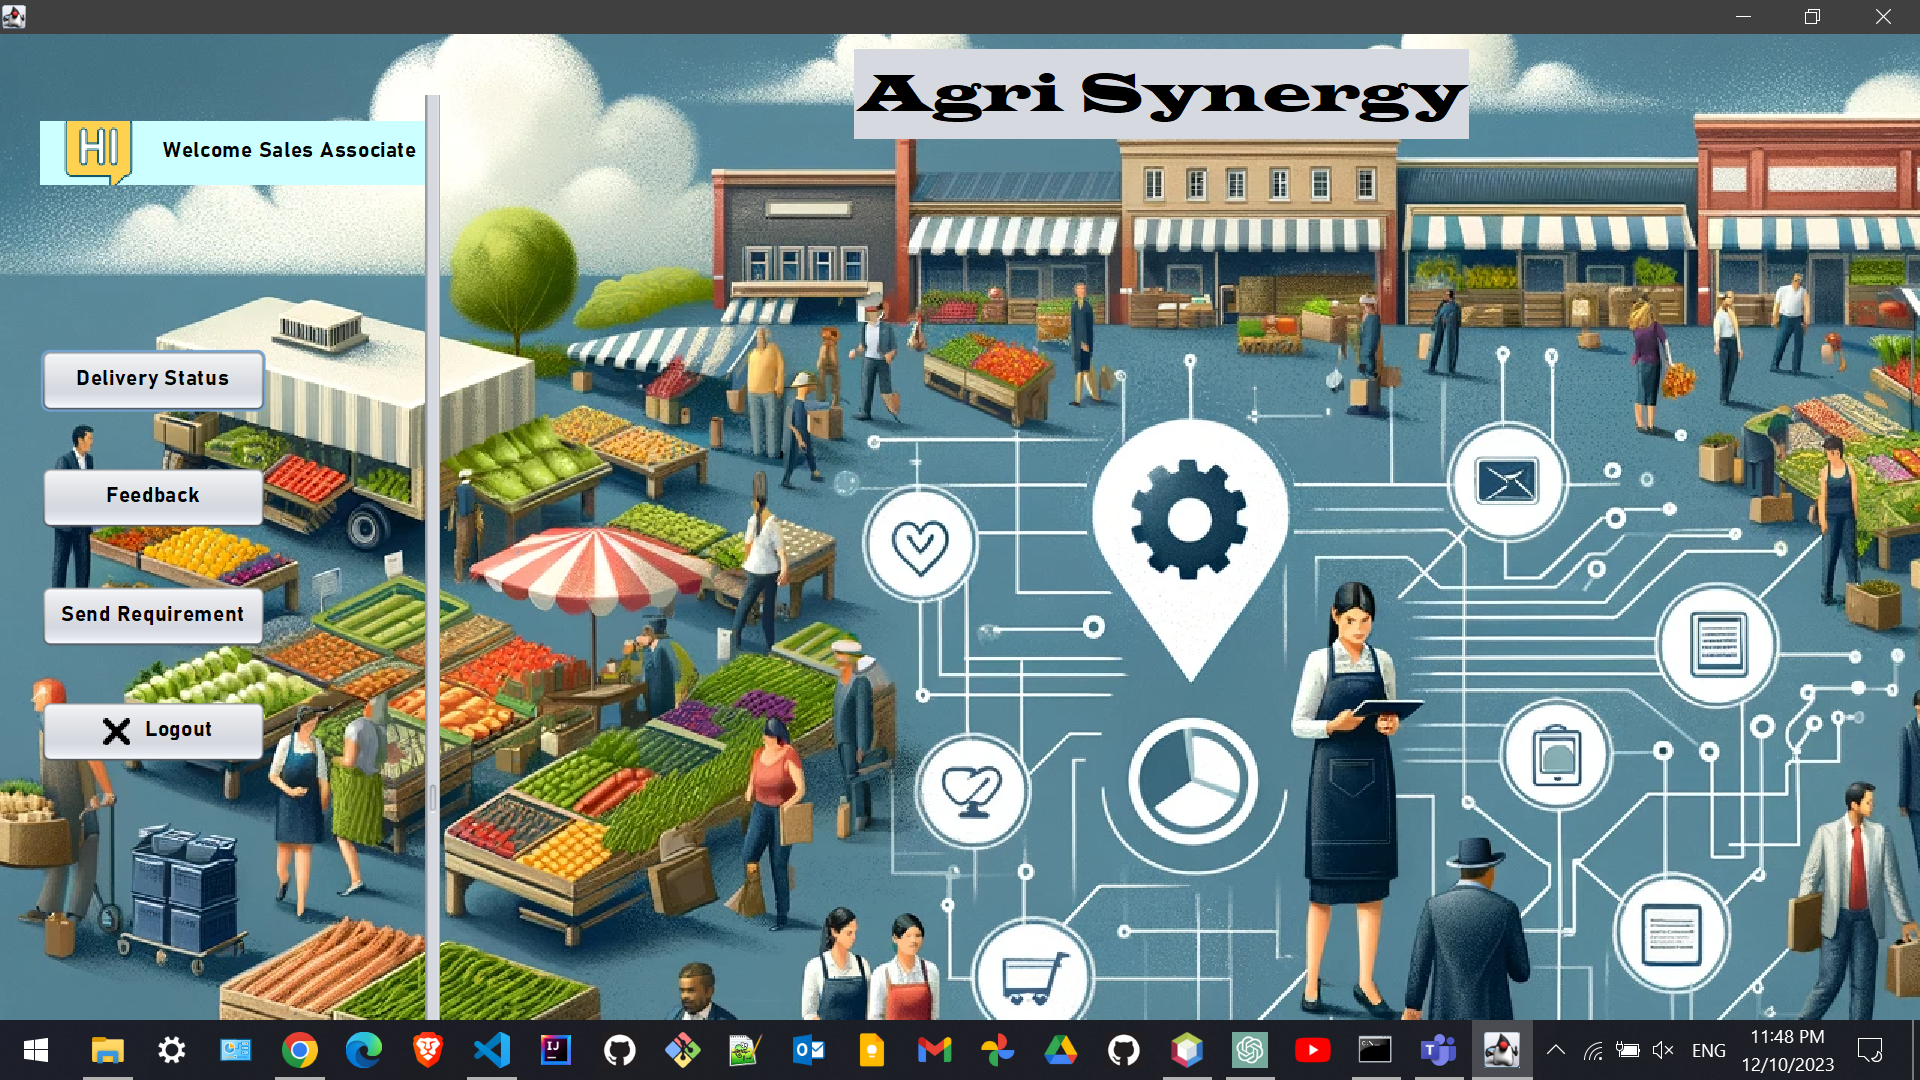 Agri Synergy
HI
Welcome Sales Associate
Delivery Status
Feedback
Send Requirement
Logout
ENG
11:48 PM
12/10/2023